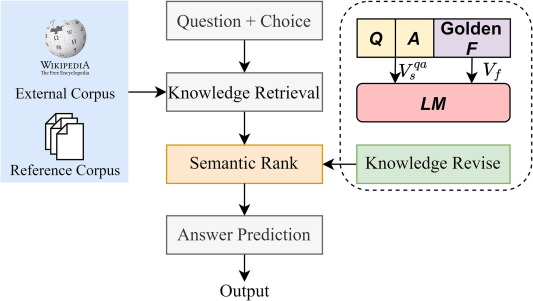 Question + Choice
WIKIPEDIA
The Free Encyclopedia
External Corpus
Reference Corpus
Knowledge Retrieval
Semantic Rank
Answer Prediction
Output
Q A Golden
F
V_s^{qa} V_f
LM
Knowledge Revise